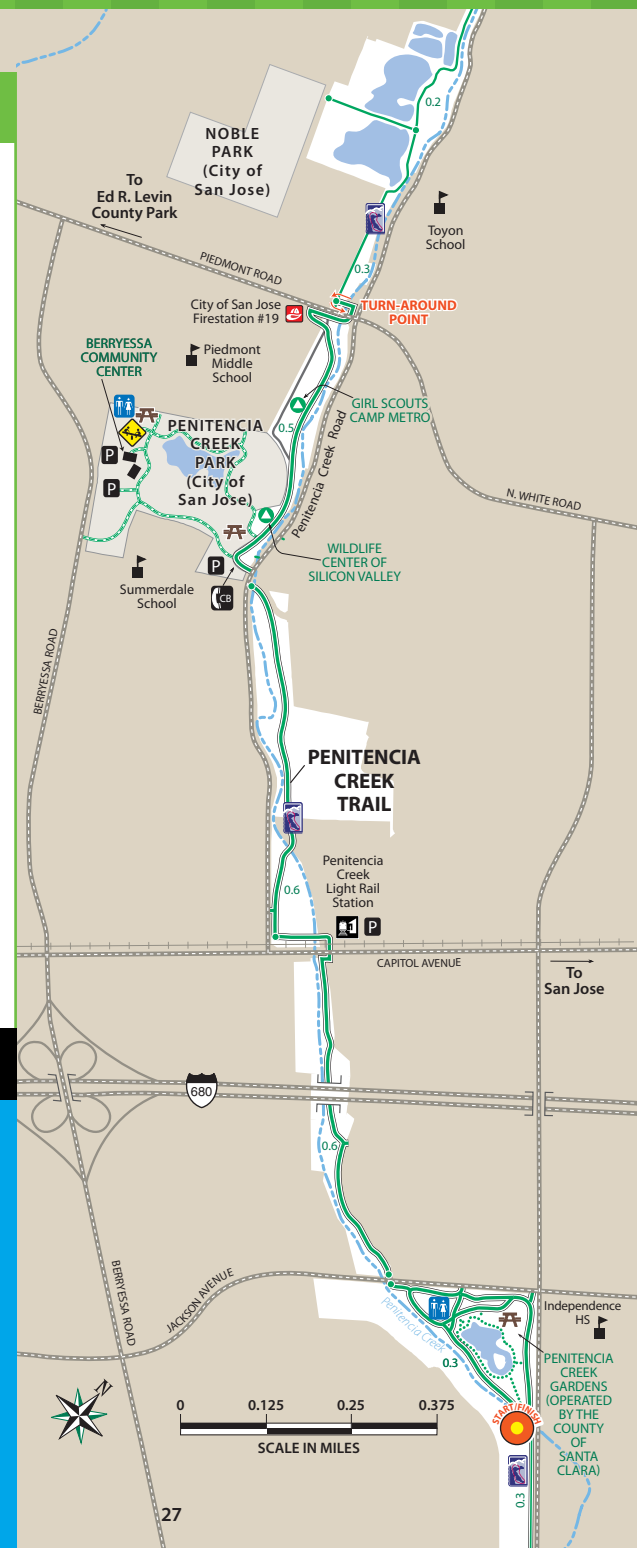 0.2
NOBLE
PARK
(City of
San Jose)
To
Ed R. Levin
County Park
Toyon
School
PIEDMONT ROAD
0.3
City of San Jose
Firestation #19
TURN-AROUND
POINT
BERRYESSA
COMMUNITY
CENTER
Piedmont
Middle
School
GIRL SCOUTS
CAMP METRO
0.5
PENITENCIA
CREEK
PARK
(City of
San Jose)
Penitencia Creek Road
P
P
N. WHITE ROAD
WILDLIFE
CENTER OF
SILICON VALLEY
P
Summerdale
School
CB
BERRYESSA ROAD
PENITENCIA
CREEK
TRAIL
Penitencia
Creek
Light Rail
Station
0.6
P
CAPITOL AVENUE
To
San Jose
680
0.6
BERRYESSA ROAD
JACKSON AVENUE
Independence
HS
Penitencia Creek
0.3
PENITENCIA
CREEK
GARDENS
(OPERATED
BY THE
COUNTY
OF
SANTA
CLARA)
N
START/FINISH
0 0.125 0.25 0.375
SCALE IN MILES
0.3
27